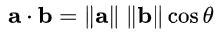 𝐚 · 𝐛 = ‖𝐚‖ ‖𝐛‖ cos θ